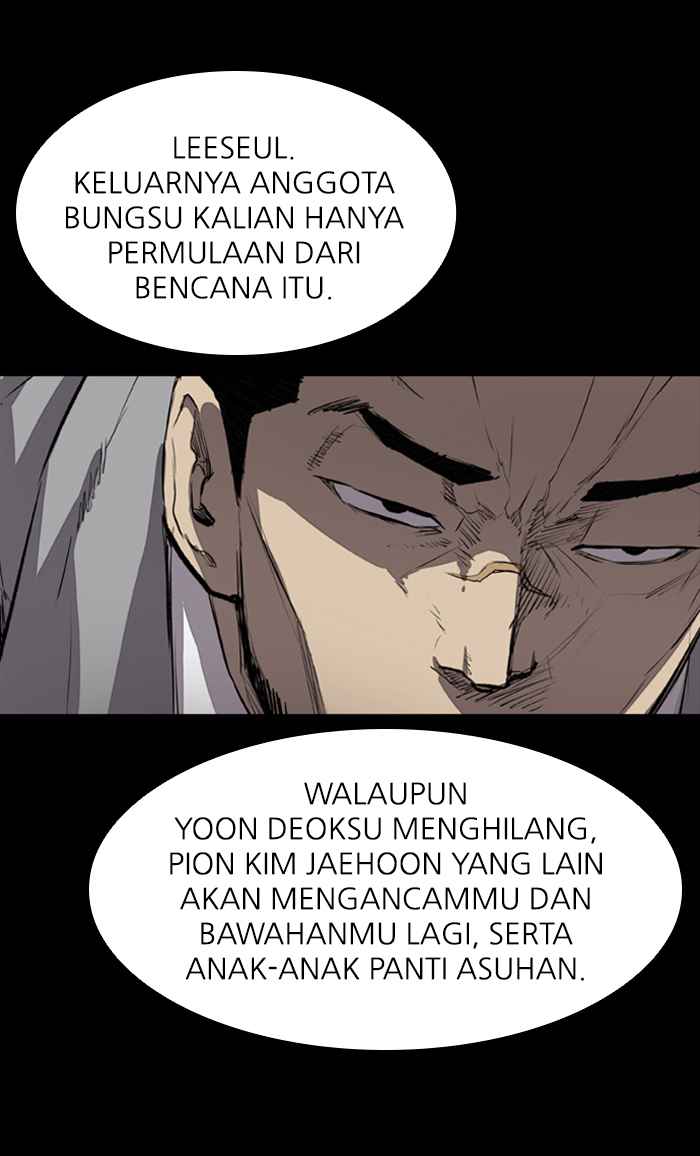 LEESEUL.
KELUARNYA ANGGOTA
BUNGSU KALIAN HANYA
PERMULAAN DARI
BENCANA ITU.
WALAUPUN
YOON DEOKSU MENGHILANG,
PION KIM JAEHOON YANG LAIN
AKAN MENGANCAMMU DAN
BAWAHANMU LAGI, SERTA
ANAK-ANAK PANTI ASUHAN.